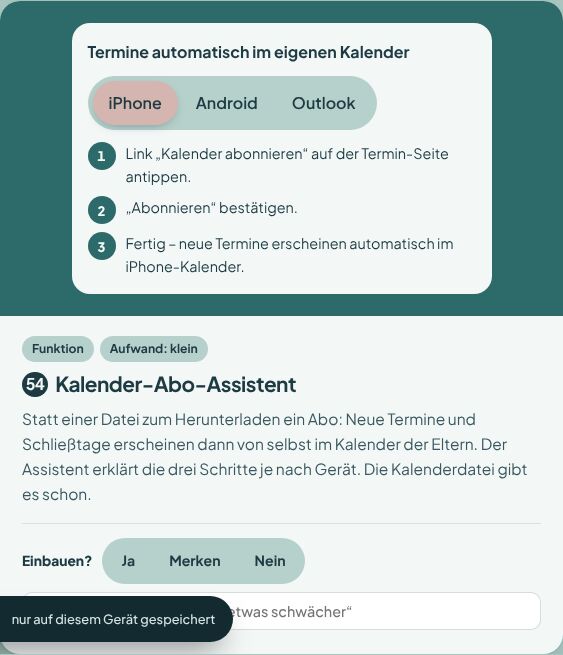 Termine automatisch im eigenen Kalender
iPhone Android Outlook
1 Link „Kalender abonnieren“ auf der Termin-Seite
antippen.
2 „Abonnieren“ bestätigen.
3 Fertig – neue Termine erscheinen automatisch im
iPhone-Kalender.
Funktion Aufwand: klein
54 Kalender-Abo-Assistent
Statt einer Datei zum Herunterladen ein Abo: Neue Termine und
Schließtage erscheinen dann von selbst im Kalender der Eltern. Der
Assistent erklärt die drei Schritte je nach Gerät. Die Kalenderdatei gibt
es schon.
Einbauen? Ja Merken Nein
etwas schwächer“
nur auf diesem Gerät gespeichert